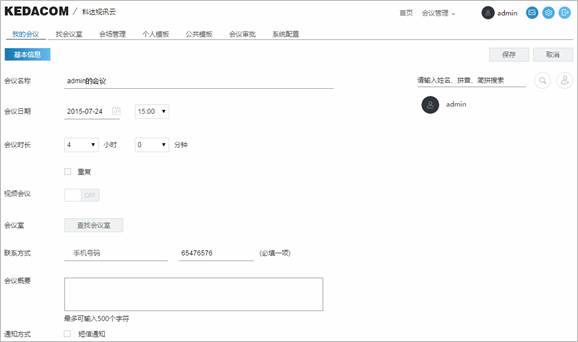 KEDACOM / 科达视讯云 首页 会议管理 admin
我的会议 找会议室 会场管理 个人模板 公共模板 会议审批 系统配置
基本信息 保存 取消
会议名称 admin的会议 请输入姓名、拼音、简拼搜索
admin
会议日期 2015-07-24 15:00
会议时长 4 小时 0 分钟
重复
视频会议 OFF
会议室 查找会议室
联系方式 手机号码 65476576 (必填一项)
会议概要
最多可输入500个字符
通知方式 短信通知